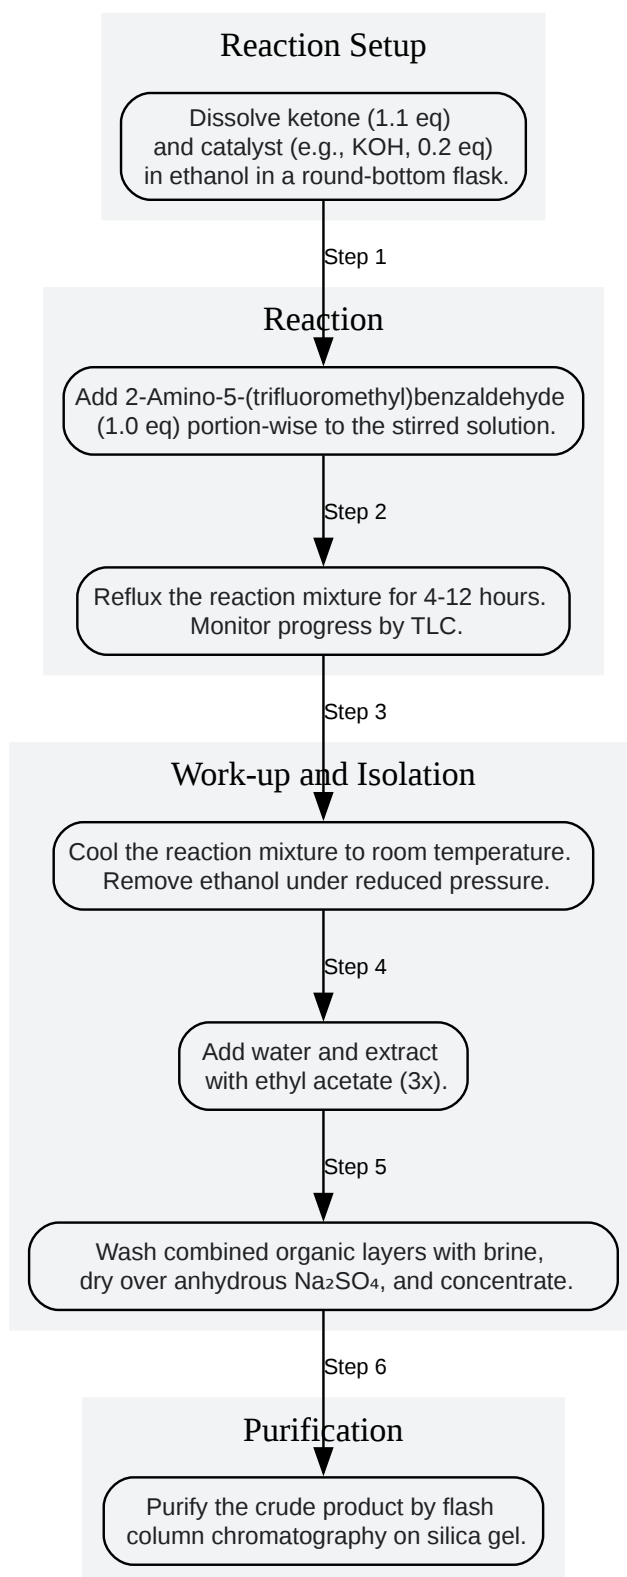 Reaction Setup
Dissolve ketone (1.1 eq)
and catalyst (e.g., KOH, 0.2 eq)
in ethanol in a round-bottom flask.
Step 1
Reaction
Add 2-Amino-5-(trifluoromethyl)benzaldehyde
(1.0 eq) portion-wise to the stirred solution.
Step 2
Reflux the reaction mixture for 4-12 hours.
Monitor progress by TLC.
Step 3
Work-up and Isolation
Cool the reaction mixture to room temperature.
Remove ethanol under reduced pressure.
Step 4
Add water and extract
with ethyl acetate (3x).
Step 5
Wash combined organic layers with brine,
dry over anhydrous Na₂SO₄, and concentrate.
Step 6
Purification
Purify the crude product by flash
column chromatography on silica gel.